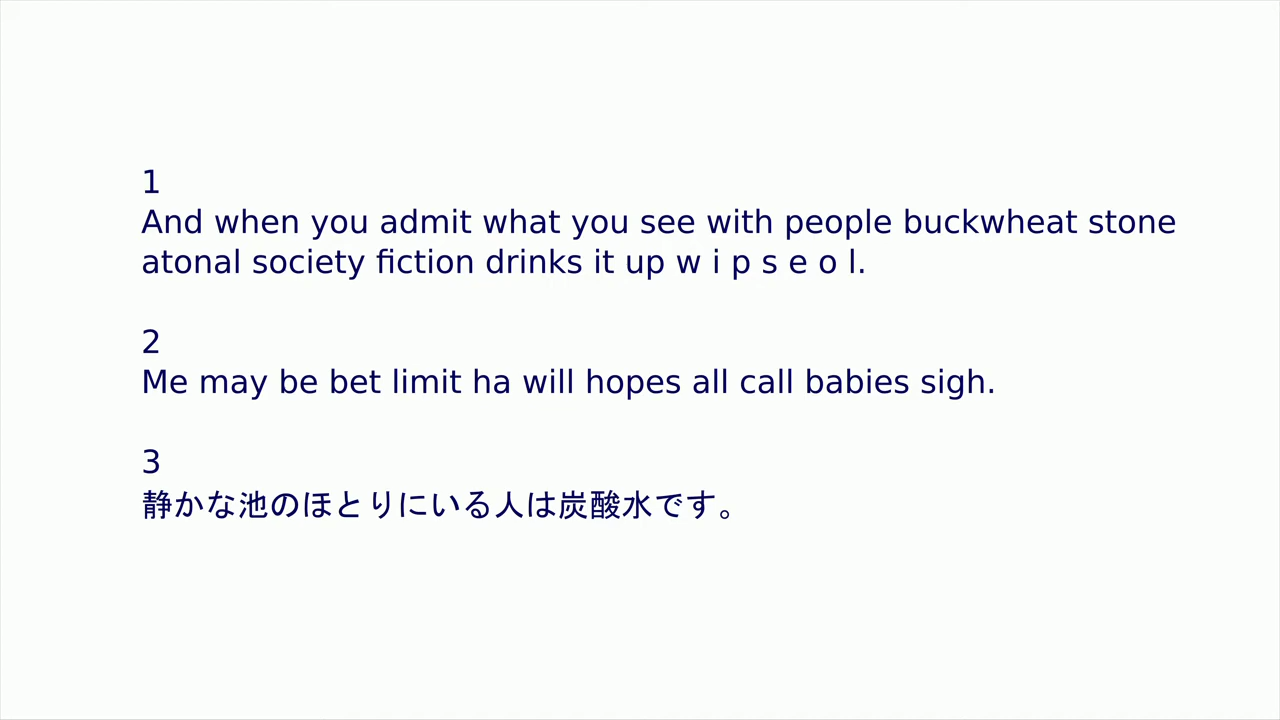 1
And when you admit what you see with people buckwheat stone
atonal society fiction drinks it up w i p s e o l.
2
Me may be bet limit ha will hopes all call babies sigh.
3
静かな池のほとりにいる人は炭酸水です。